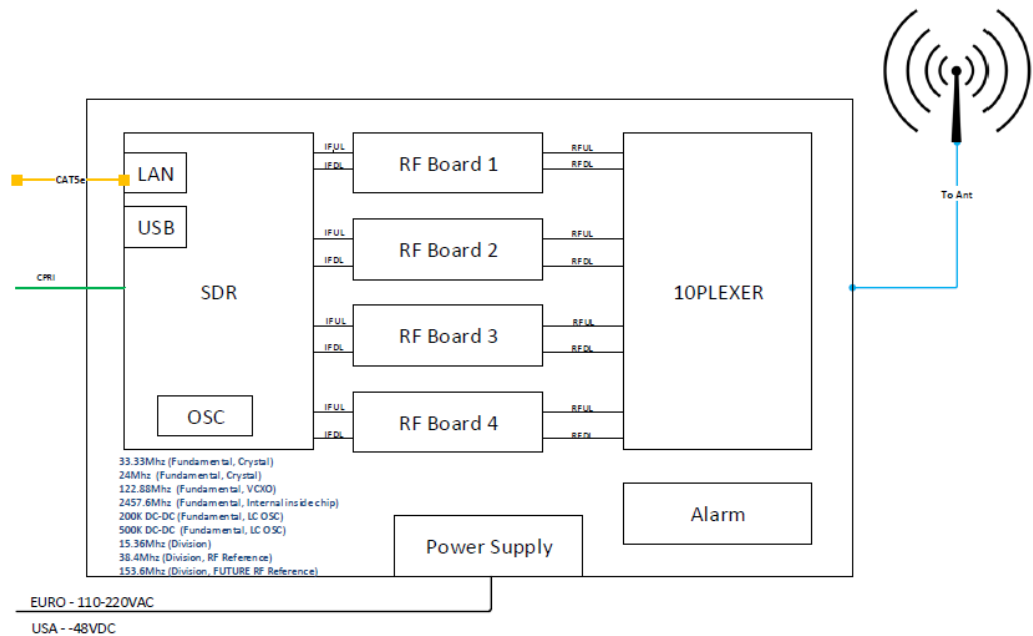 To Ant
CAT5e
CPRI
LAN
USB
SDR
OSC
IFUL
IFDL
RF Board 1
RFUL
RFDL
IFUL
IFDL
RF Board 2
RFUL
RFDL
IFUL
IFDL
RF Board 3
RFUL
RFDL
IFUL
IFDL
RF Board 4
RFUL
RFDL
10PLEXER
33.33Mhz (Fundamental, Crystal)
24Mhz (Fundamental, Crystal)
122.88Mhz (Fundamental, VCXO)
2457.6Mhz (Fundamental, Internal inside chip)
200K DC-DC (Fundamental, LC OSC)
500K DC-DC (Fundamental, LC OSC)
15.36Mhz (Division)
38.4Mhz (Division, RF Reference)
153.6Mhz (Division, FUTURE RF Reference)
Alarm
Power Supply
EURO - 110-220VAC
USA - -48VDC